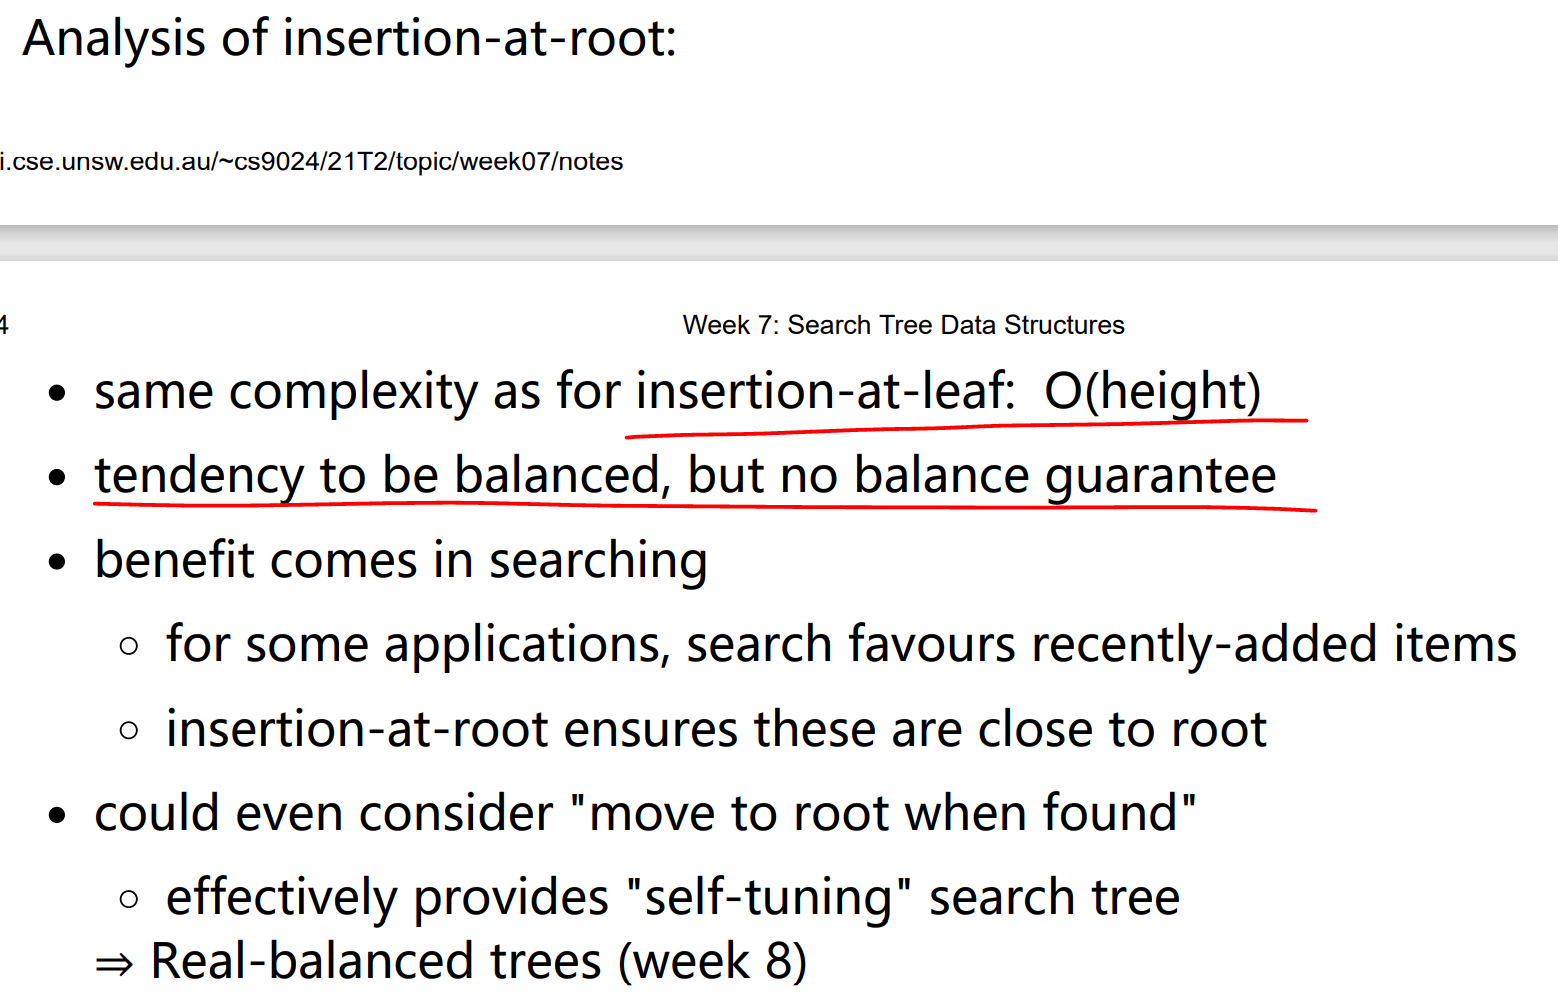 Analysis of insertion-at-root:
i.cse.unsw.edu.au/~cs9024/21T2/topic/week07/notes
4
Week 7: Search Tree Data Structures
• same complexity as for insertion-at-leaf: O(height)
• tendency to be balanced, but no balance guarantee
• benefit comes in searching
○ for some applications, search favours recently-added items
○ insertion-at-root ensures these are close to root
• could even consider "move to root when found"
○ effectively provides "self-tuning" search tree
⇒ Real-balanced trees (week 8)